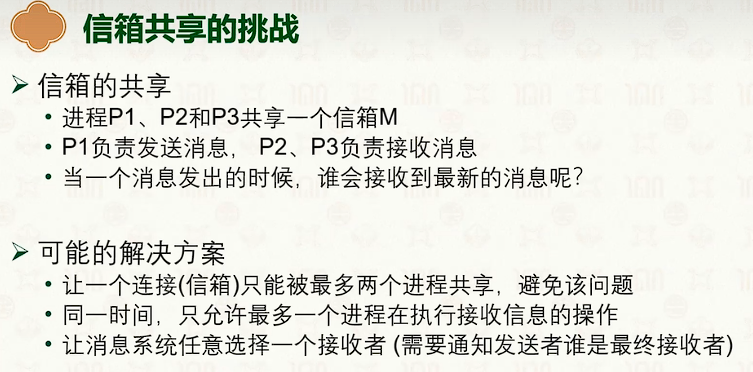 信箱共享的挑战
➢ 信箱的共享
• 进程P1、P2和P3共享一个信箱M
• P1负责发送消息， P2、P3负责接收消息
• 当一个消息发出的时候，谁会接收到最新的消息呢?
➢ 可能的解决方案
• 让一个连接(信箱)只能被最多两个进程共享，避免该问题
• 同一时间，只允许最多一个进程在执行接收信息的操作
• 让消息系统任意选择一个接收者 (需要通知发送者谁是最终接收者)